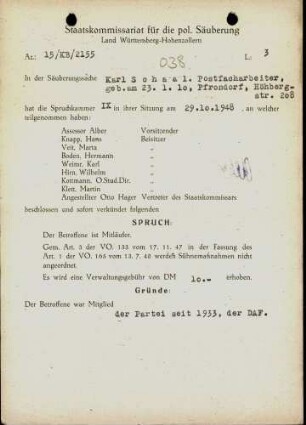 Staatskommissariat für die pol. Säuberung
Land Württemberg-Hohenzollern
Az: 15/KB/2155
L: 3
038
In der Säuberungssache Karl Schaal, Postfacharbeiter,
geb.am 23.1.10, Pfrondorf, Höhberg-
str.208
hat die Spruchkammer IX in ihrer Sitzung am 29.10.1948, an welcher
teilgenommen haben:
Assessor Alber Vorsitzender
Knapp, Hans Beisitzer
Veit, Maria
Boden, Hermann
Weimr, Karl
Hirn, Wilhelm
Kottmann, O.Stud.Dir.
Klett, Martin
Angestellter Otto Hager Vertreter des Staatskommissars
beschlossen und sofort verkündet folgenden
SPRUCH:
Der Betroffene ist Mitläufer.
Gem. Art. 3 der VO. 133 vom 17. 11. 47 in der Fassung des
Art. 1 der VO. 165 vom 13. 7. 48 werden Sühnemaßnahmen nicht
angeordnet.
Es wird eine Verwaltungsgebühr von DM 10.- erhoben.
Gründe:
Der Betroffene war Mitglied
der Partei seit 1933, der DAF.